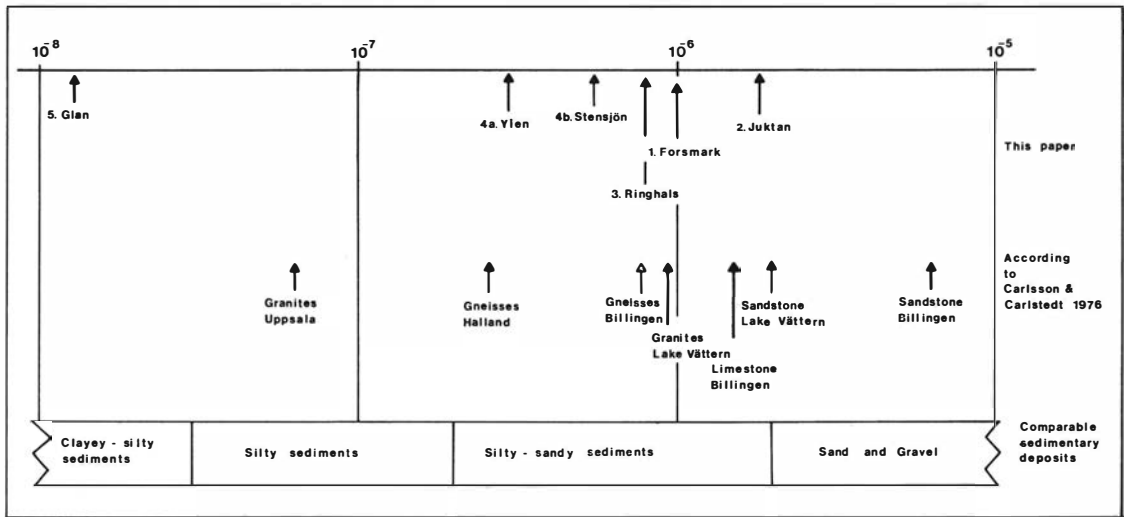 10⁻⁸ 10⁻⁷ 10⁻⁶ 10⁻⁵
5. Glan
4a. Ylen
4b. Stensjön
2. Juktan
1. Forsmark
3. Ringhals
This paper
Granites
Uppsala
Gneisses
Halland
Gneisses
Billingen
Granites
Lake Vättern
Limestone
Billingen
Sandstone
Lake Vättern
Sandstone
Billingen
According
to
Carlsson &
Carlstedt 1976
Clayey - silty
sediments
Silty sediments
Silty - sandy sediments
Sand and Gravel
Comparable
sedimentary
deposits